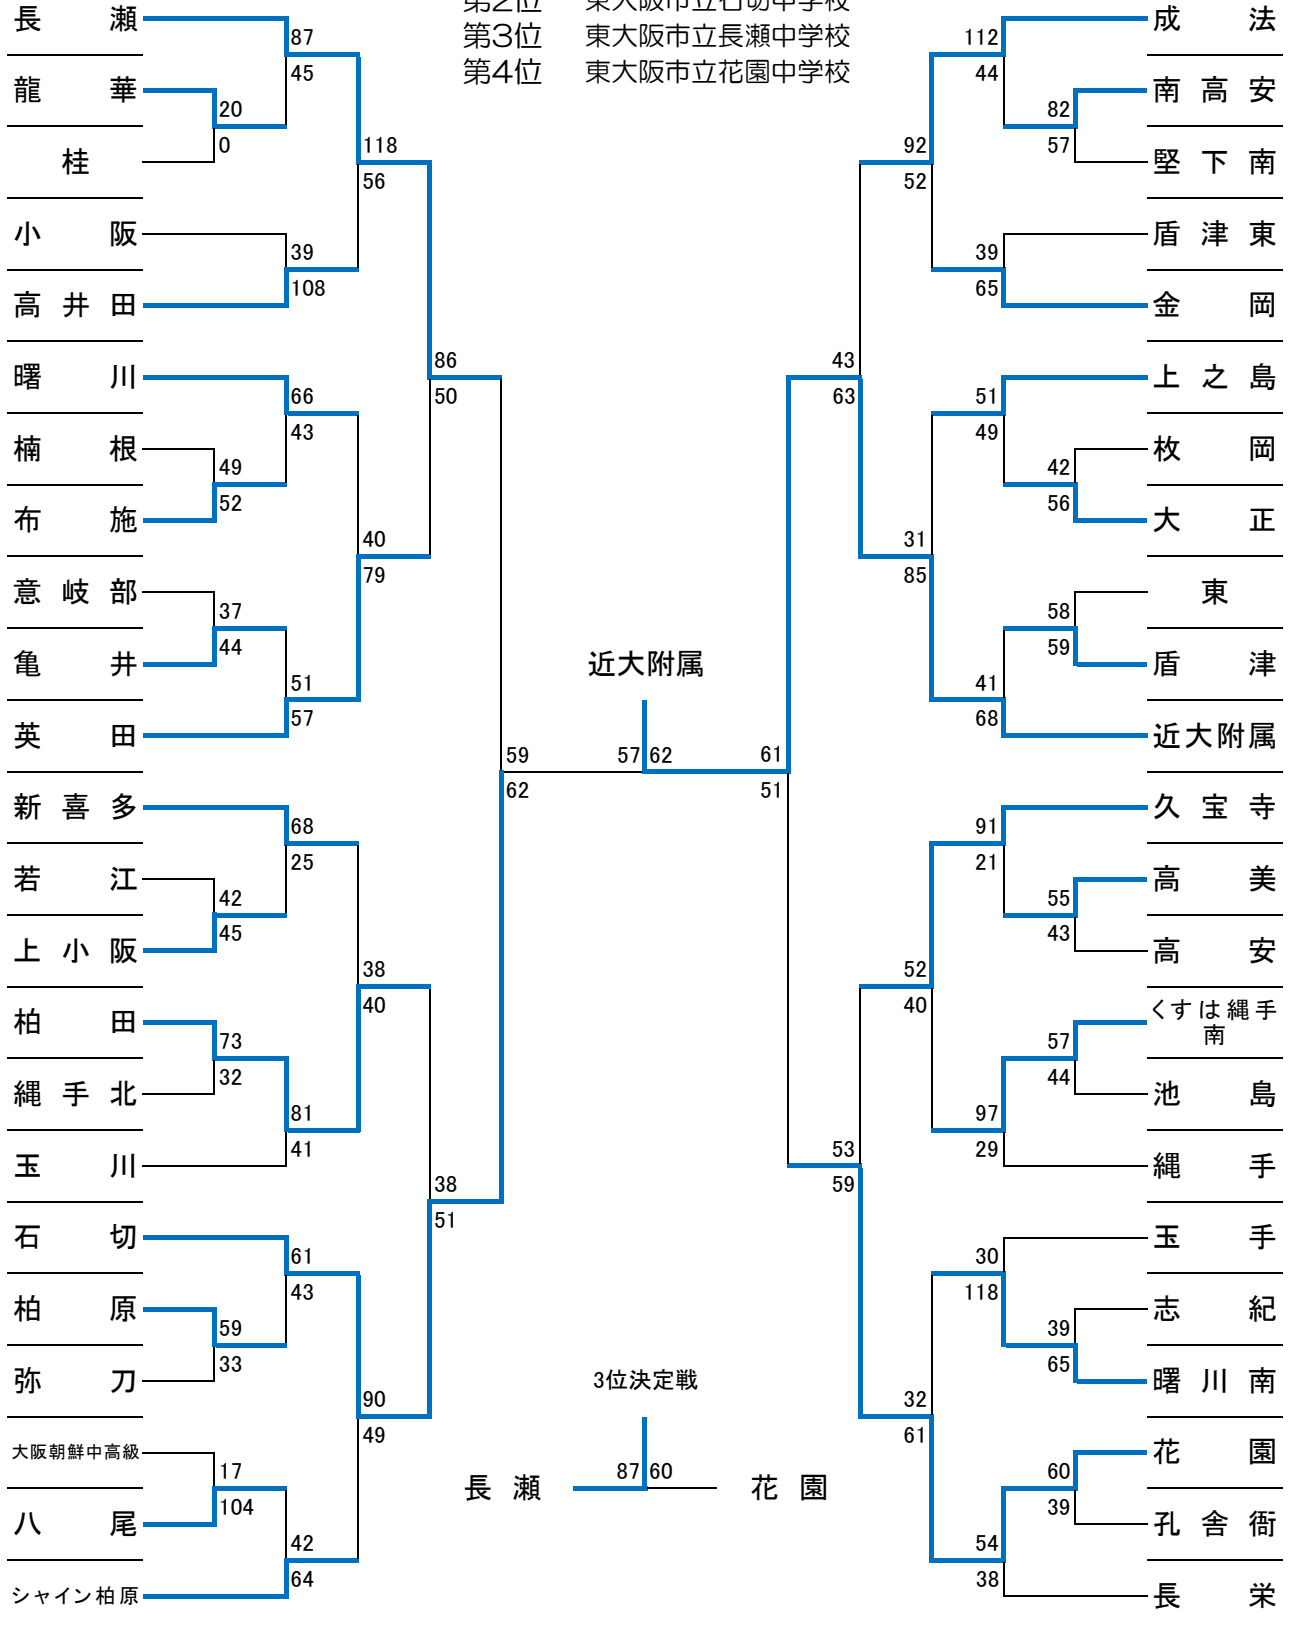 第2位 東大阪市立石切中学校
第3位 東大阪市立長瀬中学校
第4位 東大阪市立花園中学校
長瀬
87
45
龍華
20
0
桂
118
56
小阪
39
108
高井田
86
50
曙川
66
43
楠根
49
52
布施
40
79
意岐部
37
44
亀井
51
57
英田
59
62
新喜多
68
25
若江
42
45
上小阪
38
40
柏田
73
32
縄手北
81
41
玉川
38
51
石切
61
43
柏原
59
33
弥刀
90
49
大阪朝鮮中高級
17
104
八尾
42
64
シャイン柏原
近大附属
57 62
3位決定戦
長瀬 87 60 花園
成法
112
44
南高安
82
57
堅下南
92
52
盾津東
39
65
金岡
43
63
上之島
51
49
枚岡
42
56
大正
31
85
東
58
59
盾津
41
68
近大附属
61
51
久宝寺
91
21
高美
55
43
高安
52
40
くすは縄手
南
57
44
池島
97
29
縄手
53
59
玉手
30
118
志紀
39
65
曙川南
32
61
花園
60
39
孔舎衙
54
38
長栄